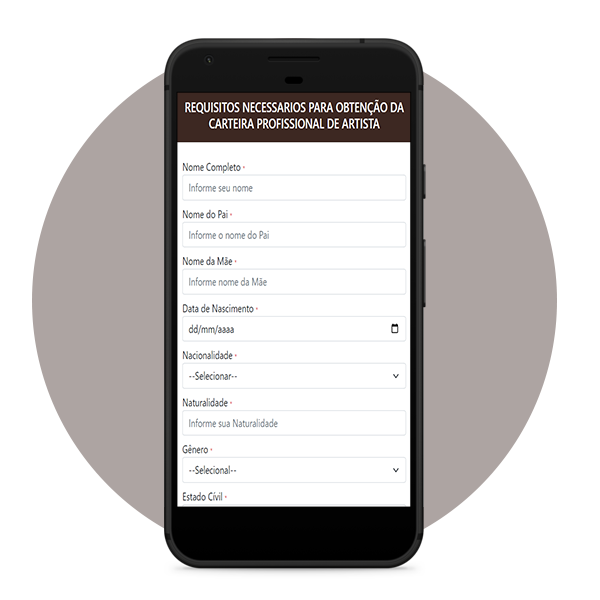 REQUISITOS NECESSARIOS PARA OBTENÇÃO DA
CARTEIRA PROFISSIONAL DE ARTISTA
Nome Completo *
Informe seu nome
Nome do Pai *
Informe o nome do Pai
Nome da Mãe *
Informe nome da Mãe
Data de Nascimento *
dd/mm/aaaa
Nacionalidade *
--Selecionar--
Naturalidade *
Informe sua Naturalidade
Gênero *
--Selecional--
Estado Cívil *